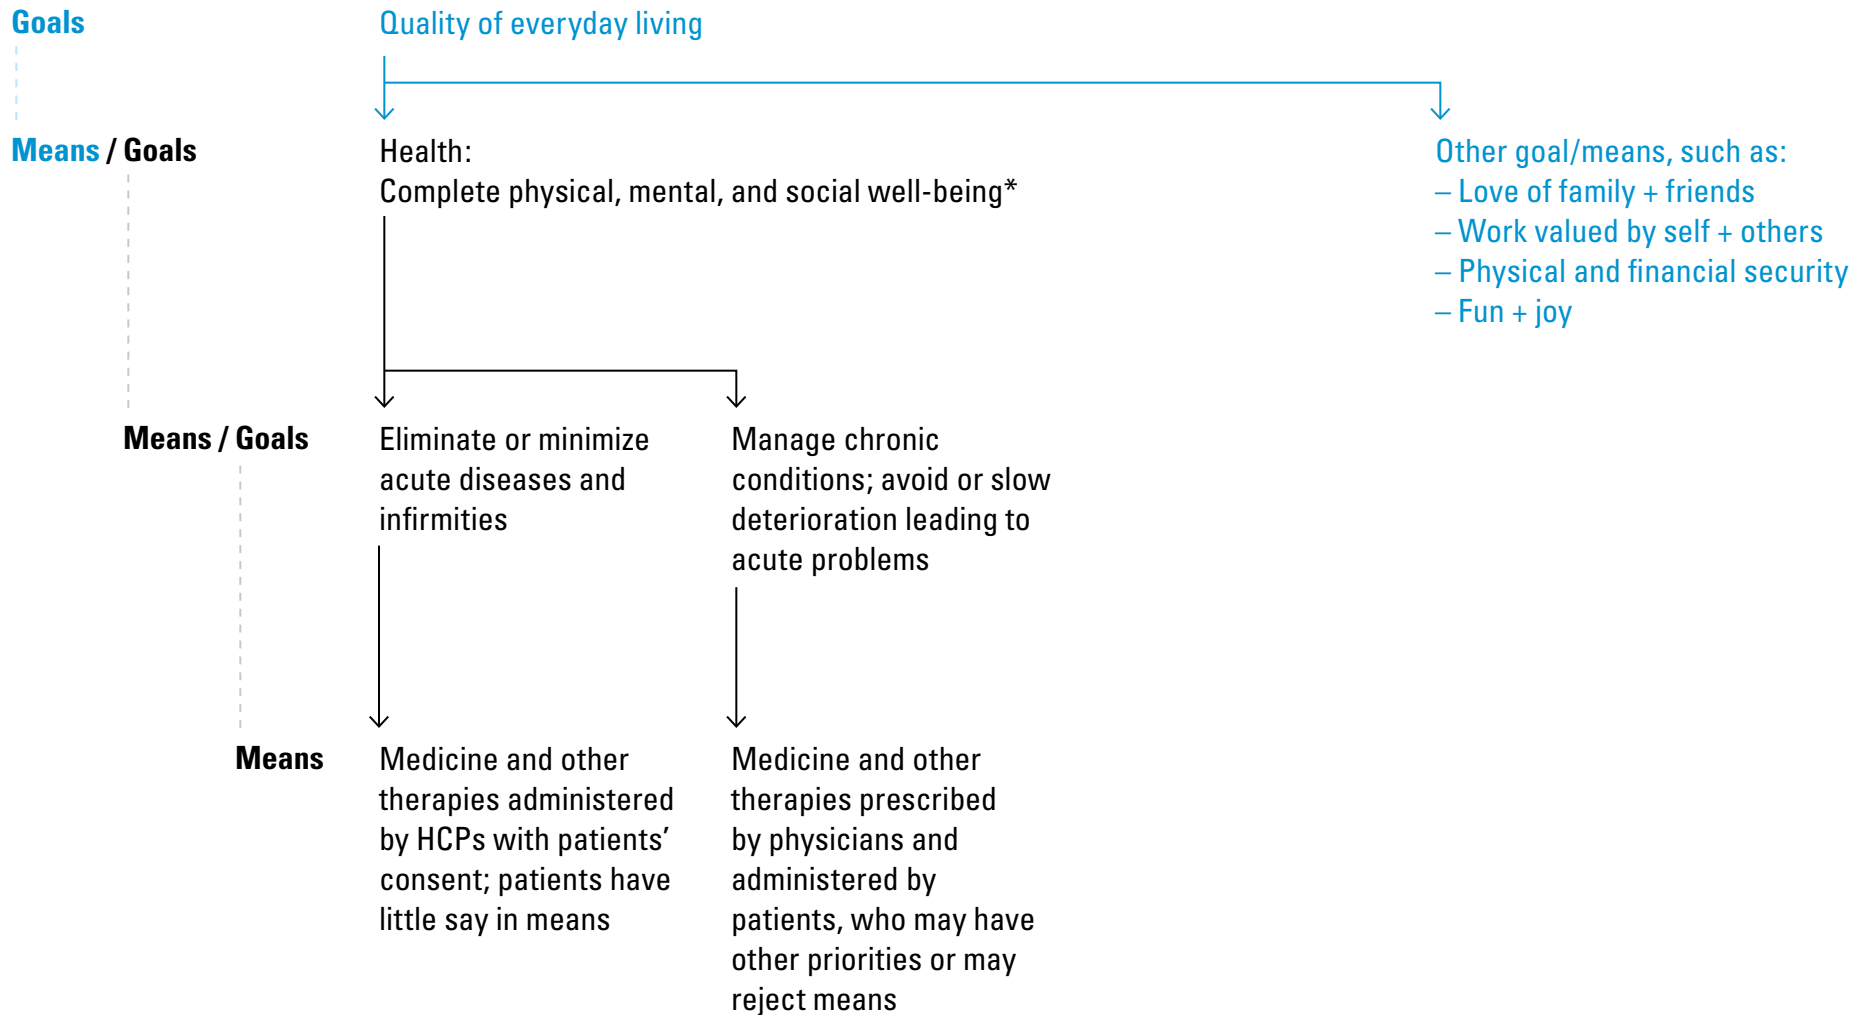 Goals
Quality of everyday living
Means / Goals
Health:
Complete physical, mental, and social well-being*
Other goal/means, such as:
– Love of family + friends
– Work valued by self + others
– Physical and financial security
– Fun + joy
Means / Goals
Eliminate or minimize
acute diseases and
infirmities
Manage chronic
conditions; avoid or slow
deterioration leading to
acute problems
Means
Medicine and other
therapies administered
by HCPs with patients’
consent; patients have
little say in means
Medicine and other
therapies prescribed
by physicians and
administered by
patients, who may have
other priorities or may
reject means